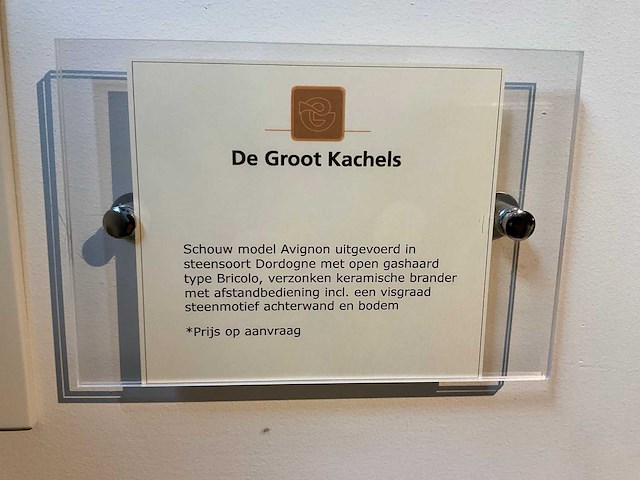 De Groot Kachels
Schouw model Avignon uitgevoerd in
steensoort Dordogne met open gashaard
type Bricolo, verzonken keramische brander
met afstandbediening incl. een visgraad
steenmotief achterwand en bodem
*Prijs op aanvraag